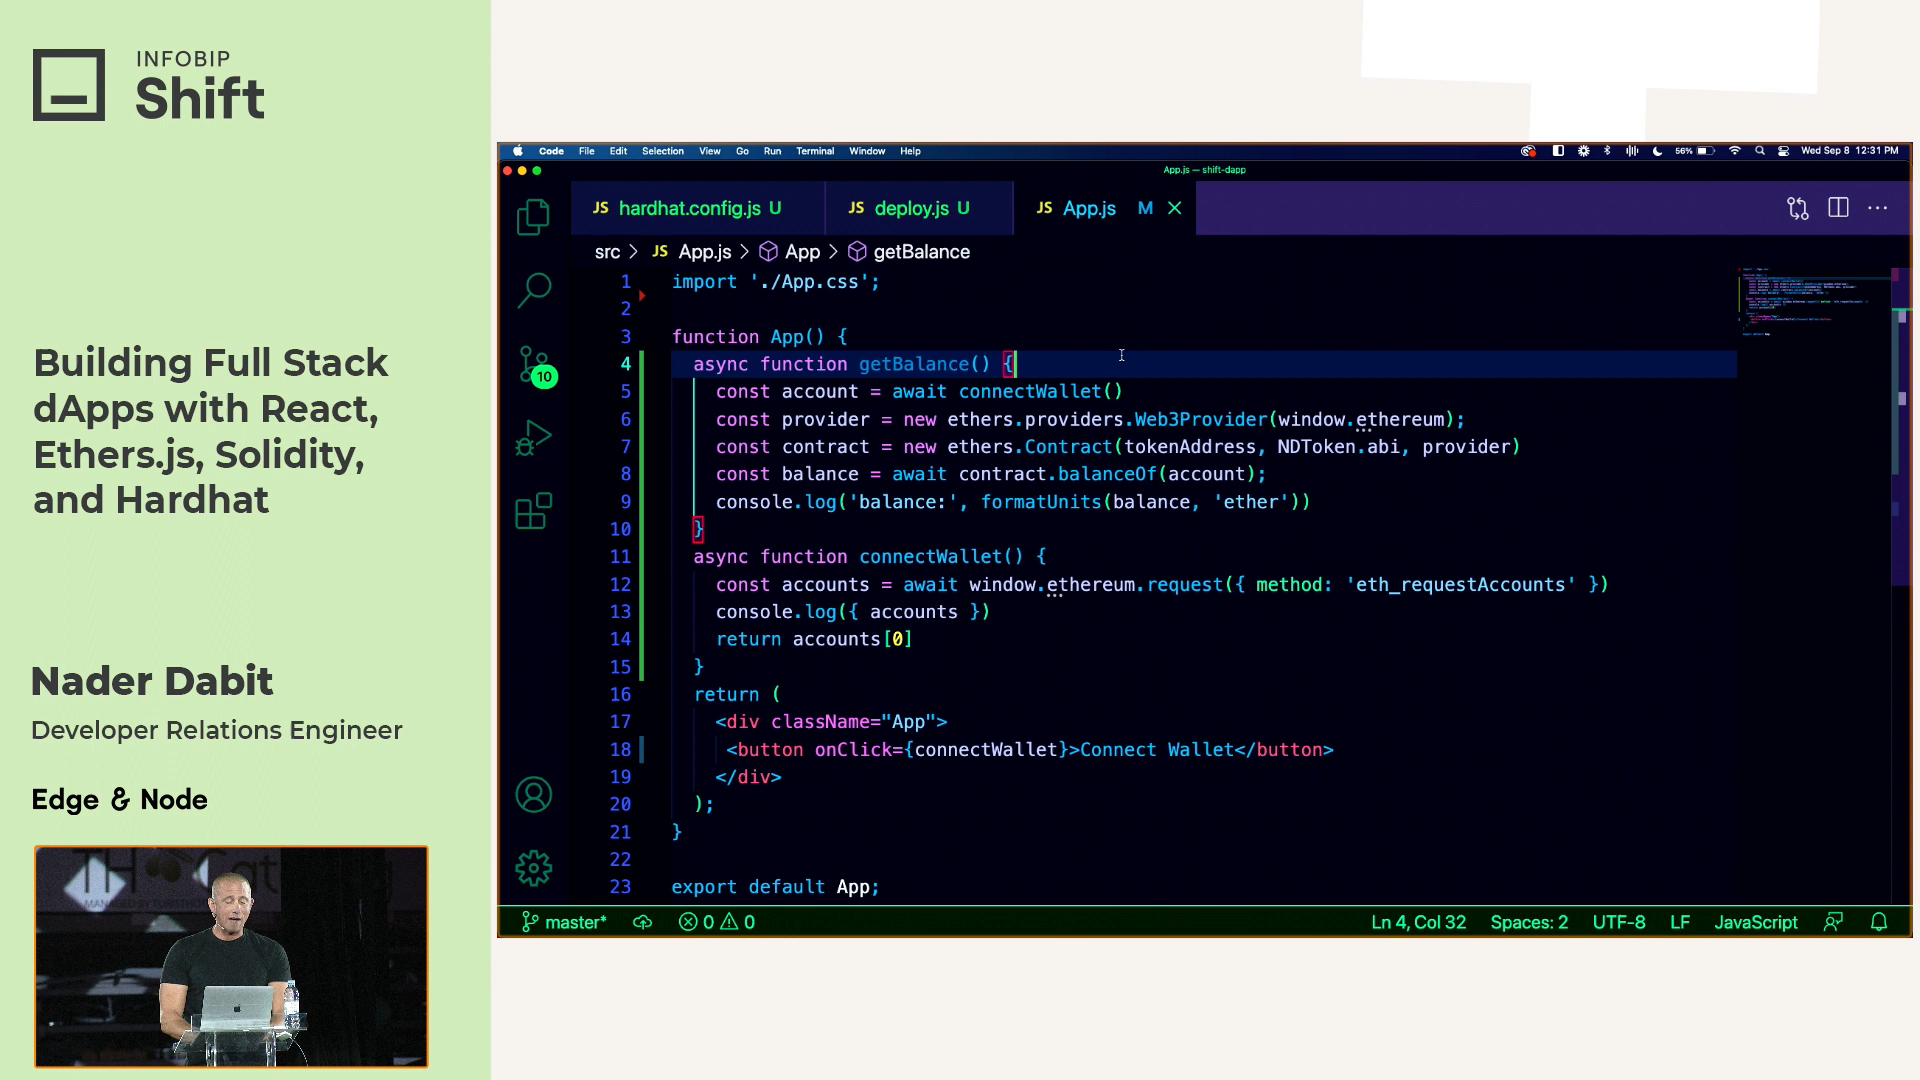 INFOBIP
Shift
Building Full Stack
dApps with React,
Ethers.js, Solidity,
and Hardhat
Nader Dabit
Developer Relations Engineer
Edge & Node
Code File Edit Selection View Go Run Terminal Window Help
56% Wed Sep 8 12:31 PM
App.js — shift-dapp
JS hardhat.config.js U JS deploy.js U JS App.js M
src > JS App.js > App > getBalance
10
1 import './App.css';
2
3 function App() {
4 async function getBalance() {
5 const account = await connectWallet()
6 const provider = new ethers.providers.Web3Provider(window.ethereum);
7 const contract = new ethers.Contract(tokenAddress, NDToken.abi, provider)
8 const balance = await contract.balanceOf(account);
9 console.log('balance:', formatUnits(balance, 'ether'))
10 }
11 async function connectWallet() {
12 const accounts = await window.ethereum.request({ method: 'eth_requestAccounts' })
13 console.log({ accounts })
14 return accounts[0]
15 }
16 return (
17 <div className="App">
18 <button onClick={connectWallet}>Connect Wallet</button>
19 </div>
20 );
21 }
22
23 export default App;
master* 0 0 Ln 4, Col 32 Spaces: 2 UTF-8 LF JavaScript